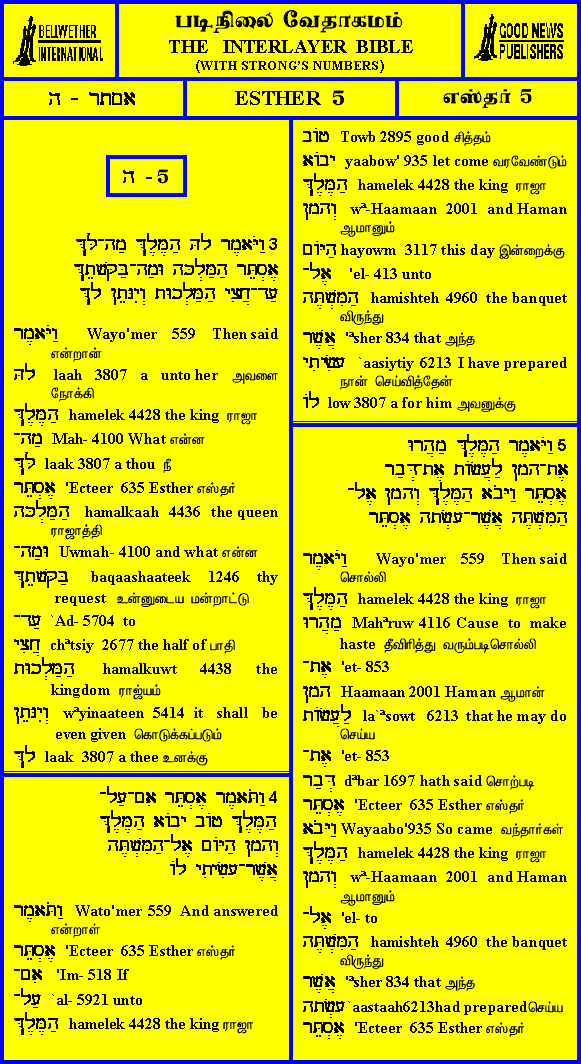 BELLWETHER
INTERNATIONAL
படிநிலை வேதாகமம்
THE INTERLAYER BIBLE
(WITH STRONG'S NUMBERS)
GOOD NEWS
PUBLISHERS
אסתר - ה
ESTHER 5
எஸ்தர் 5
ה - 5
3 וַיֹּאמֶר לָהּ הַמֶּלֶךְ מַה־לָּךְ
אֶסְתֵּר הַמַּלְכָּה וּמַה־בַּקָּשָׁתֵךְ
עַד־חֲצִי הַמַּלְכוּת וְיִנָּתֵן לָךְ
וַיֹּאמֶר Wayo'mer 559 Then said
என்றான்
לָהּ laah 3807 a unto her அவளை
நோக்கி
הַמֶּלֶךְ hamelek 4428 the king ராஜா
מַה־ Mah- 4100 What என்ன
לָּךְ laak 3807 a thou நீ
אֶסְתֵּר 'Ecteer 635 Esther எஸ்தர்
הַמַּלְכָּה hamalkaah 4436 the queen
ராஜாத்தி
וּמַה־ Uwmah- 4100 and what என்ன
בַּקָּשָׁתֵךְ baqaashaateek 1246 thy
request உன்னுடைய மன்றாட்டு
עַד־ `Ad- 5704 to
חֲצִי chªtsiy 2677 the half of பாதி
הַמַּלְכוּת hamalkuwt 4438 the
kingdom ராஜ்யம்
וְיִנָּתֵן wªyinaateen 5414 it shall be
even given கொடுக்கப்படும்
לָךְ laak 3807 a thee உனக்கு
4 וַתֹּאמֶר אֶסְתֵּר אִם־עַל־
הַמֶּלֶךְ טוֹב יָבוֹא הַמֶּלֶךְ
וְהָמָן הַיּוֹם אֶל־הַמִּשְׁתֶּה
אֲשֶׁר־עָשִׂיתִי לוֹ
וַתֹּאמֶר Wato'mer 559 And answered
என்றாள்
אֶסְתֵּר 'Ecteer 635 Esther எஸ்தர்
אִם־ 'Im- 518 If
עַל־ `al- 5921 unto
הַמֶּלֶךְ hamelek 4428 the king ராஜா
טוֹב Towb 2895 good சித்தம்
יָבוֹא yaabow' 935 let come வரவேண்டும்
הַמֶּלֶךְ hamelek 4428 the king ராஜா
וְהָמָן wª-Haamaan 2001 and Haman
ஆமானும்
הַיּוֹם hayowm 3117 this day இன்றைக்கு
אֶל־ 'el- 413 unto
הַמִּשְׁתֶּה hamishteh 4960 the banquet
விருந்து
אֲשֶׁר 'ªsher 834 that அந்த
עָשִׂיתִי `aasiytiy 6213 I have prepared
நான் செய்வித்தேன்
לוֹ low 3807 a for him அவனுக்கு
5 וַיֹּאמֶר הַמֶּלֶךְ מַהֲרוּ
אֶת־הָמָן לַעֲשׂוֹת אֶת־דְּבַר
אֶסְתֵּר וַיָּבֹא הַמֶּלֶךְ וְהָמָן אֶל־
הַמִּשְׁתֶּה אֲשֶׁר־עָשְׂתָה אֶסְתֵּר
וַיֹּאמֶר Wayo'mer 559 Then said
சொல்லி
הַמֶּלֶךְ hamelek 4428 the king ராஜா
מַהֲרוּ Mahªruw 4116 Cause to make
haste தீவிரித்து வரும்படிசொல்லி
אֶת־ 'et- 853
הָמָן Haamaan 2001 Haman ஆமான்
לַעֲשׂוֹת la`ªsowt 6213 that he may do
செய்ய
אֶת־ 'et- 853
דְּבַר dªbar 1697 hath said சொற்படி
אֶסְתֵּר 'Ecteer 635 Esther எஸ்தர்
וַיָּבֹא Wayaabo'935 So came வந்தார்கள்
הַמֶּלֶךְ hamelek 4428 the king ராஜா
וְהָמָן wª-Haamaan 2001 and Haman
ஆமானும்
אֶל־ 'el- to
הַמִּשְׁתֶּה hamishteh 4960 the banquet
விருந்து
אֲשֶׁר 'ªsher 834 that அந்த
עָשְׂתָה `aastaah6213had preparedசெய்ய
אֶסְתֵּר 'Ecteer 635 Esther எஸ்தர்